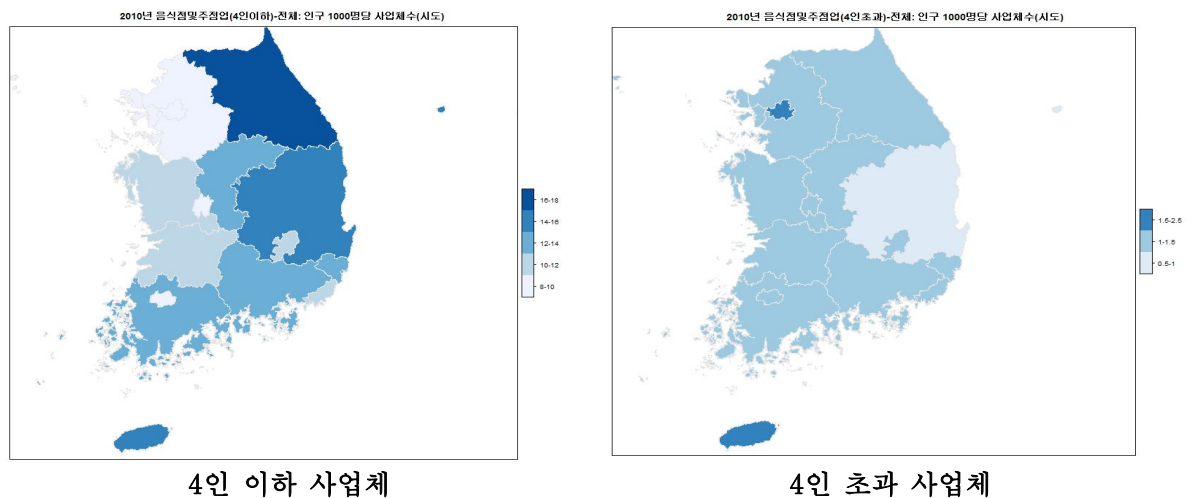 2010년 음식점및주점업(4인이하)-전체: 인구 1000명당 사업체수(시도)
16-18
14-16
12-14
10-12
8-10
4인 이하 사업체
2010년 음식점및주점업(4인초과)-전체: 인구 1000명당 사업체수(시도)
1.5-2.5
1-1.5
0.5-1
4인 초과 사업체